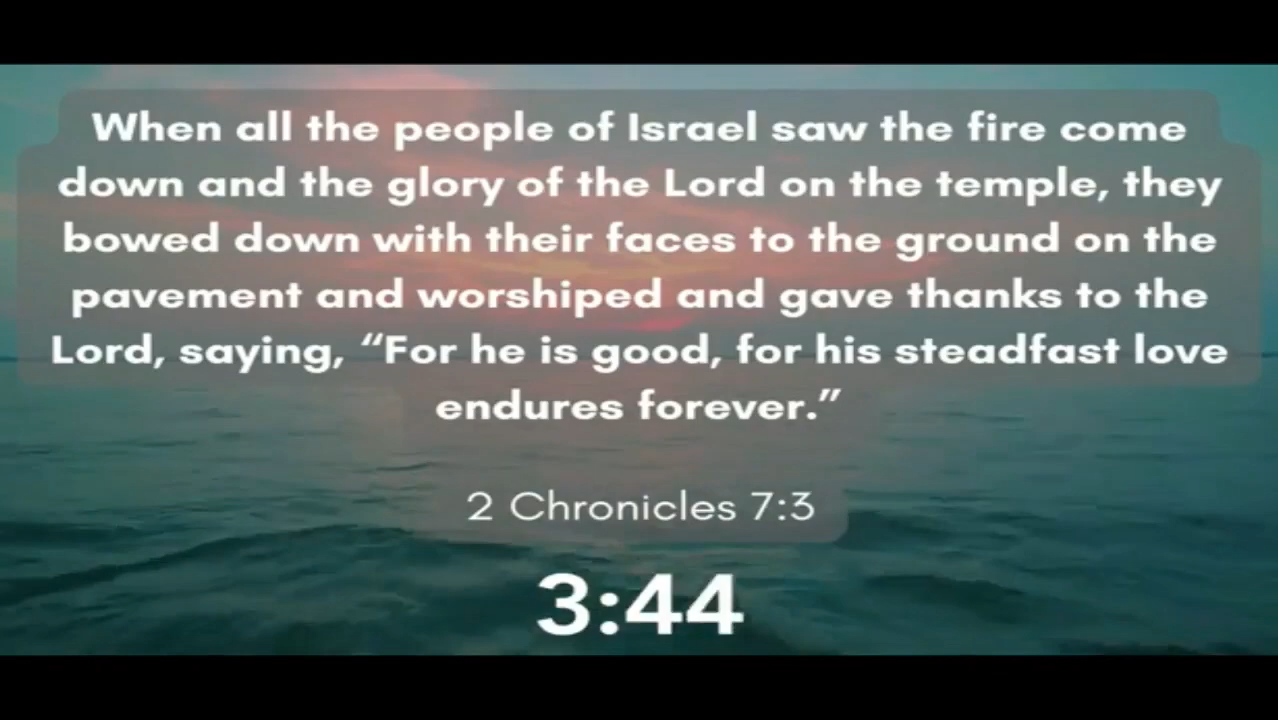 When all the people of Israel saw the fire come
down and the glory of the Lord on the temple, they
bowed down with their faces to the ground on the
pavement and worshiped and gave thanks to the
Lord, saying, “For he is good, for his steadfast love
endures forever.”
2 Chronicles 7:3
3:44